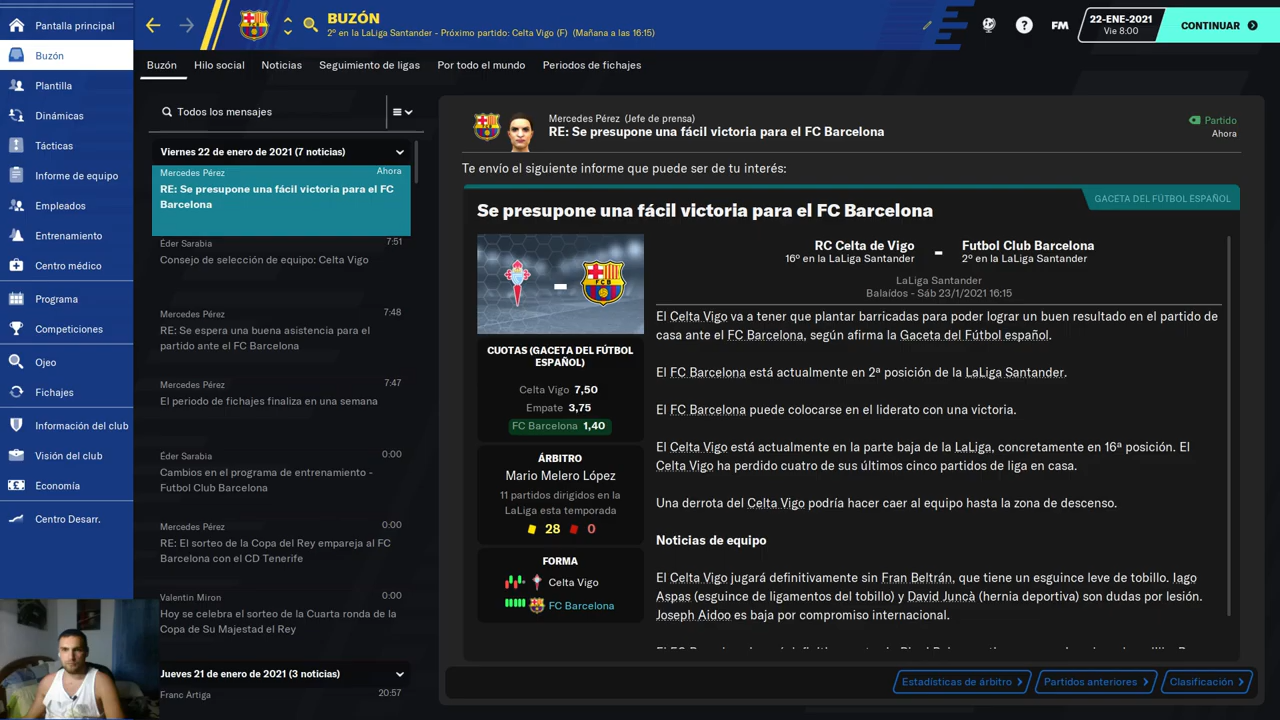 Pantalla principal
Buzón
Plantilla
Dinámicas
Tácticas
Informe de equipo
Empleados
Entrenamiento
Centro médico
Programa
Competiciones
Ojeo
Fichajes
Información del club
Visión del club
Economía
Centro Desarr.
BUZÓN
2º en la LaLiga Santander - Próximo partido: Celta Vigo (F) (Mañana a las 16:15)
FM
22-ENE-2021
Vie 8:00
CONTINUAR
Buzón
Hilo social
Noticias
Seguimiento de ligas
Por todo el mundo
Periodos de fichajes
Todos los mensajes
Viernes 22 de enero de 2021 (7 noticias)
Mercedes Pérez Ahora
RE: Se presupone una fácil victoria para el FC
Barcelona
Éder Sarabia 7:51
Consejo de selección de equipo: Celta Vigo
Mercedes Pérez 7:48
RE: Se espera una buena asistencia para el
partido ante el FC Barcelona
Mercedes Pérez 7:47
El periodo de fichajes finaliza en una semana
Éder Sarabia 0:00
Cambios en el programa de entrenamiento -
Futbol Club Barcelona
Mercedes Pérez 0:00
RE: El sorteo de la Copa del Rey empareja al FC
Barcelona con el CD Tenerife
Valentin Miron 0:00
Hoy se celebra el sorteo de la Cuarta ronda de la
Copa de Su Majestad el Rey
Jueves 21 de enero de 2021 (3 noticias)
Franc Artiga 20:57
Mercedes Pérez (Jefe de prensa)
RE: Se presupone una fácil victoria para el FC Barcelona
Partido
Ahora
Te envío el siguiente informe que puede ser de tu interés:
GACETA DEL FÚTBOL ESPAÑOL
Se presupone una fácil victoria para el FC Barcelona
RC Celta de Vigo - Futbol Club Barcelona
16º en la LaLiga Santander 2º en la LaLiga Santander
LaLiga Santander
Balaídos - Sáb 23/1/2021 16:15
CUOTAS (GACETA DEL FÚTBOL
ESPAÑOL)
Celta Vigo 7,50
Empate 3,75
FC Barcelona 1,40
ÁRBITRO
Mario Melero López
11 partidos dirigidos en la
LaLiga esta temporada
28 0
FORMA
Celta Vigo
FC Barcelona
El Celta Vigo va a tener que plantar barricadas para poder lograr un buen resultado en el partido de
casa ante el FC Barcelona, según afirma la Gaceta del Fútbol español.
El FC Barcelona está actualmente en 2ª posición de la LaLiga Santander.
El FC Barcelona puede colocarse en el liderato con una victoria.
El Celta Vigo está actualmente en la parte baja de la LaLiga, concretamente en 16ª posición. El
Celta Vigo ha perdido cuatro de sus últimos cinco partidos de liga en casa.
Una derrota del Celta Vigo podría hacer caer al equipo hasta la zona de descenso.
Noticias de equipo
El Celta Vigo jugará definitivamente sin Fran Beltrán, que tiene un esguince leve de tobillo. Iago
Aspas (esguince de ligamentos del tobillo) y David Juncà (hernia deportiva) son dudas por lesión.
Joseph Aidoo es baja por compromiso internacional.
Estadísticas de árbitro
Partidos anteriores
Clasificación